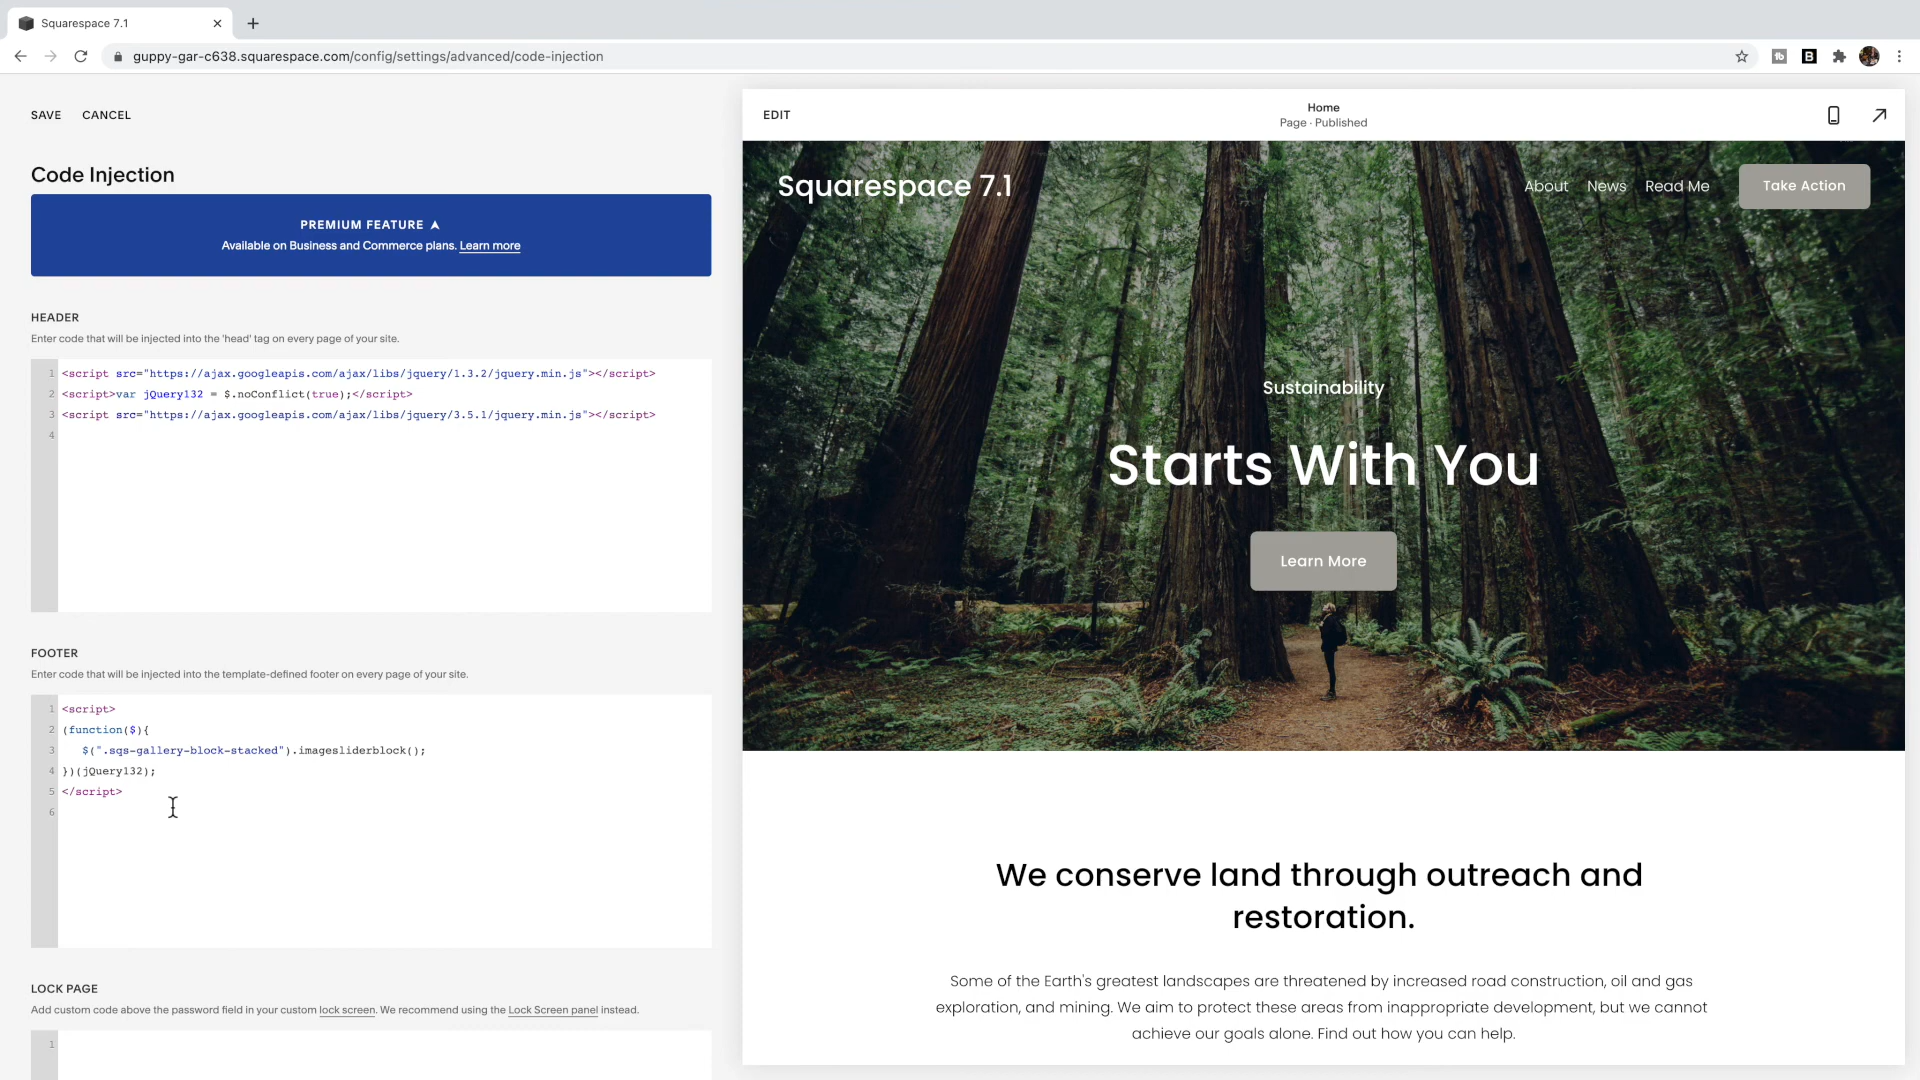 Squarespace 7.1
guppy-gar-c638.squarespace.com/config/settings/advanced/code-injection
tb
B
SAVE CANCEL
Code Injection
PREMIUM FEATURE
Available on Business and Commerce plans. Learn more
HEADER
Enter code that will be injected into the 'head' tag on every page of your site.
1 <script src="https://ajax.googleapis.com/ajax/libs/jquery/1.3.2/jquery.min.js"></script>
2 <script>var jQuery132 = $.noConflict(true);</script>
3 <script src="https://ajax.googleapis.com/ajax/libs/jquery/3.5.1/jquery.min.js"></script>
4
FOOTER
Enter code that will be injected into the template-defined footer on every page of your site.
1 <script>
2 (function($){
3 $(".sqs-gallery-block-stacked").imagesliderblock();
4 })(jQuery132);
5 </script>
6
LOCK PAGE
Add custom code above the password field in your custom lock screen. We recommend using the Lock Screen panel instead.
1
EDIT
Home
Page · Published
Squarespace 7.1
About News Read Me Take Action
Sustainability
Starts With You
Learn More
We conserve land through outreach and
restoration.
Some of the Earth's greatest landscapes are threatened by increased road construction, oil and gas
exploration, and mining. We aim to protect these areas from inappropriate development, but we cannot
achieve our goals alone. Find out how you can help.